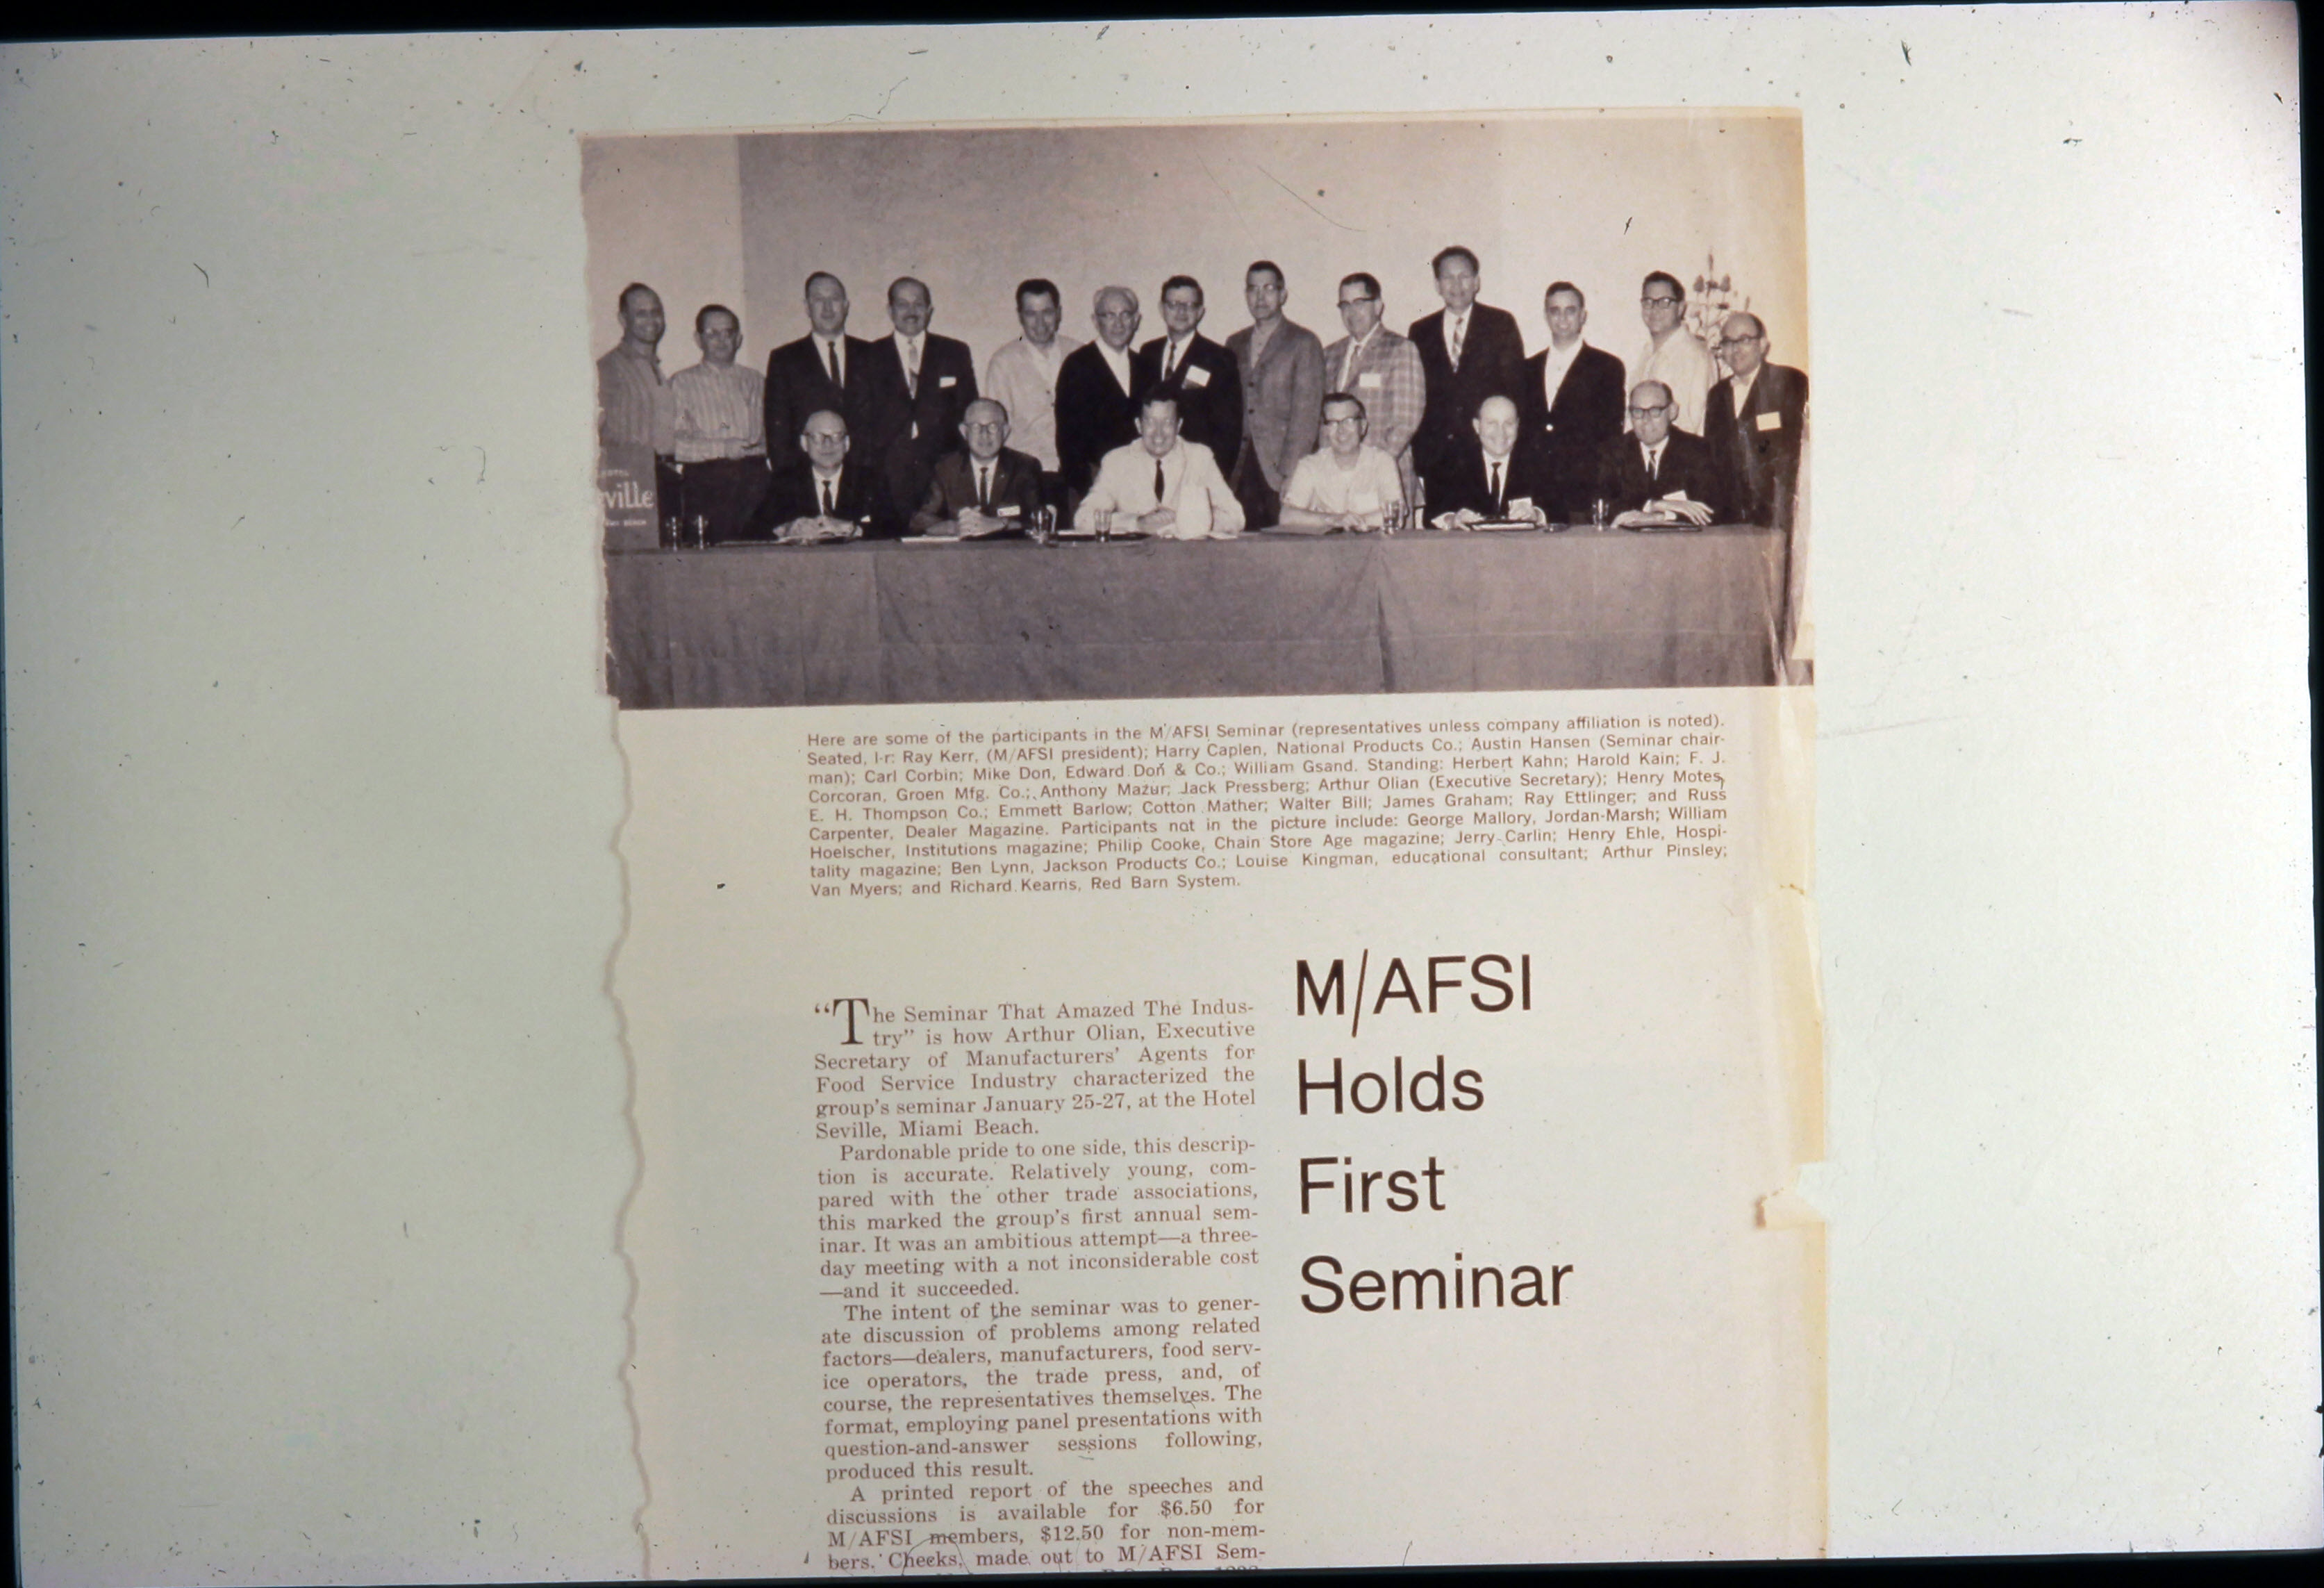 ville
Here are some of the participants in the M/AFSI Seminar (representatives unless company affiliation is noted).
Seated, l-r: Ray Kerr, (M/AFSI president); Harry Caplen, National Products Co.; Austin Hansen (Seminar chair-
man); Carl Corbin; Mike Don, Edward Don & Co.; William Gsand. Standing: Herbert Kahn; Harold Kain; F. J.
Corcoran, Groen Mfg. Co.; Anthony Mazur; Jack Pressberg; Arthur Olian (Executive Secretary); Henry Motes,
E. H. Thompson Co.; Emmett Barlow; Cotton Mather; Walter Bill; James Graham; Ray Ettlinger; and Russ
Carpenter, Dealer Magazine. Participants not in the picture include: George Mallory, Jordan-Marsh; William
Hoelscher, Institutions magazine; Philip Cooke, Chain Store Age magazine; Jerry Carlin; Henry Ehle, Hospi-
tality magazine; Ben Lynn, Jackson Products Co.; Louise Kingman, educational consultant; Arthur Pinsley;
Van Myers; and Richard Kearns, Red Barn System.
M/AFSI
Holds
First
Seminar
“The Seminar That Amazed The Indus-
try” is how Arthur Olian, Executive
Secretary of Manufacturers’ Agents for
Food Service Industry characterized the
group’s seminar January 25-27, at the Hotel
Seville, Miami Beach.
Pardonable pride to one side, this descrip-
tion is accurate. Relatively young, com-
pared with the other trade associations,
this marked the group’s first annual sem-
inar. It was an ambitious attempt—a three-
day meeting with a not inconsiderable cost
—and it succeeded.
The intent of the seminar was to gener-
ate discussion of problems among related
factors—dealers, manufacturers, food serv-
ice operators, the trade press, and, of
course, the representatives themselves. The
format, employing panel presentations with
question-and-answer sessions following,
produced this result.
A printed report of the speeches and
discussions is available for $6.50 for
M/AFSI members, $12.50 for non-mem-
bers. Checks, made out to M/AFSI Sem-